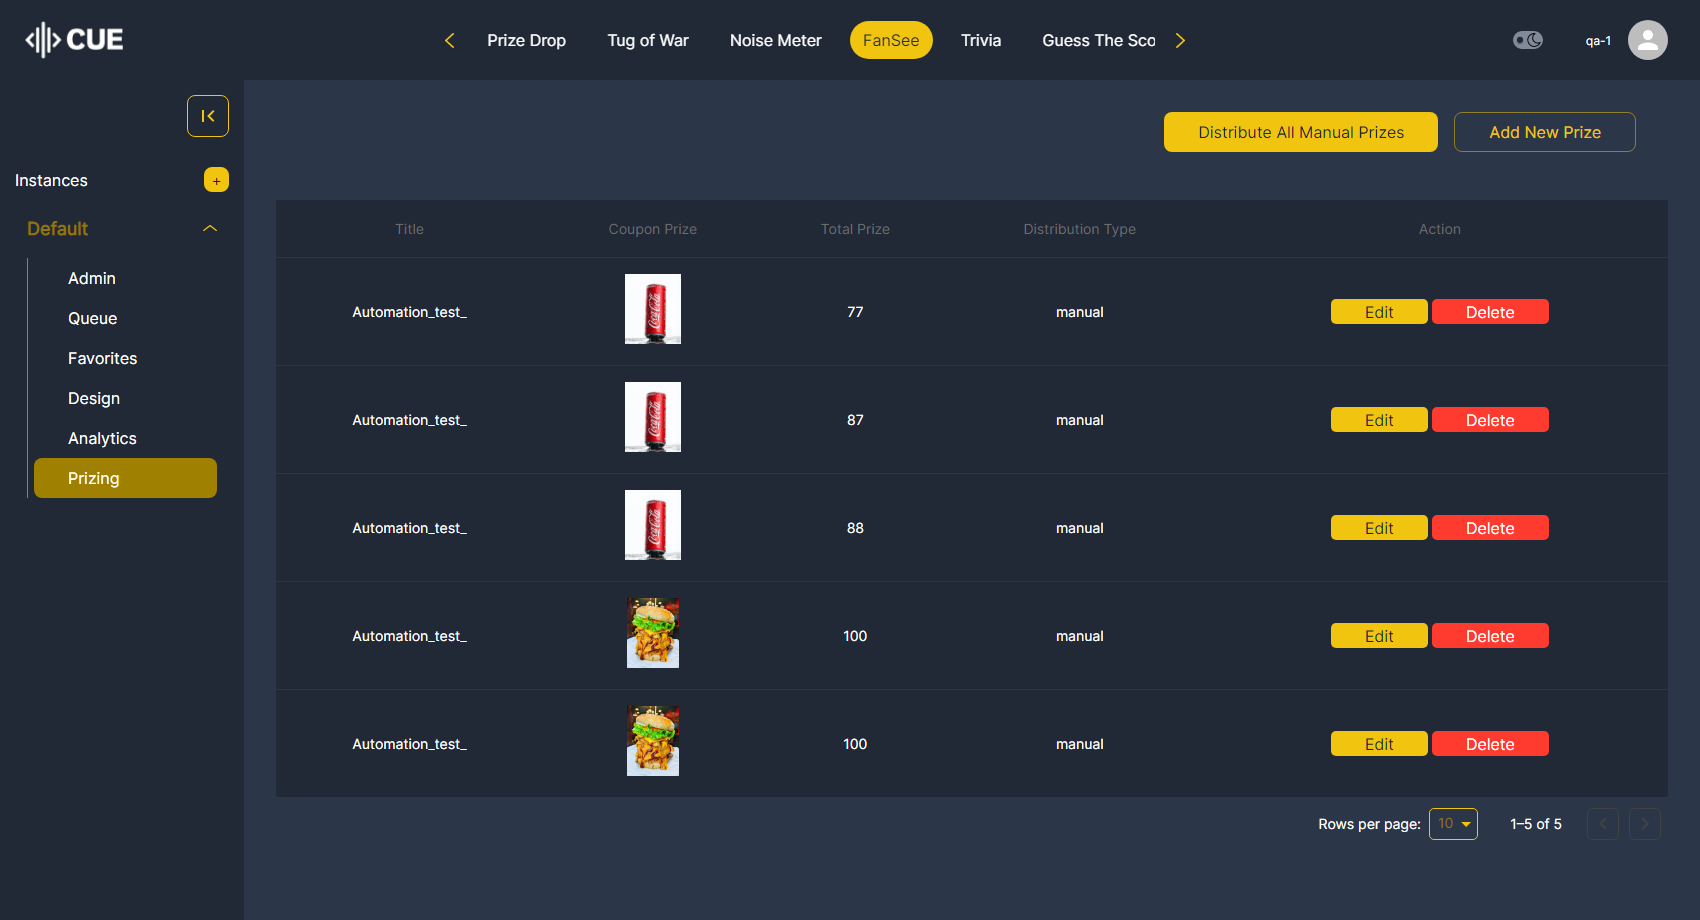 CUE
Prize Drop Tug of War Noise Meter FanSee Trivia Guess The Sco
qa-1
Instances +
Default
Admin
Queue
Favorites
Design
Analytics
Prizing
Distribute All Manual Prizes Add New Prize
Title Coupon Prize Total Prize Distribution Type Action
Automation_test_ Coca-Cola 77 manual Edit Delete
Automation_test_ Coca-Cola 87 manual Edit Delete
Automation_test_ Coca-Cola 88 manual Edit Delete
Automation_test_ 100 manual Edit Delete
Automation_test_ 100 manual Edit Delete
Rows per page: 10 1–5 of 5